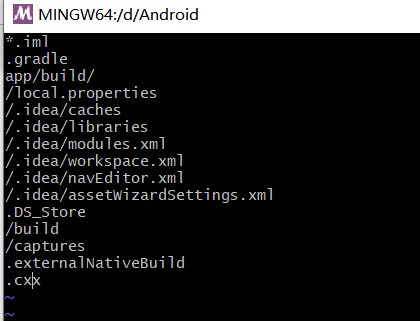 MINGW64:/d/Android
*.iml
.gradle
app/build/
/local.properties
/.idea/caches
/.idea/libraries
/.idea/modules.xml
/.idea/workspace.xml
/.idea/navEditor.xml
/.idea/assetWizardSettings.xml
.DS_Store
/build
/captures
.externalNativeBuild
.cxx
~
~